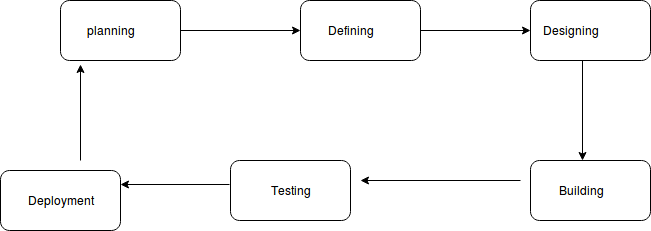 planning
Defining
Designing
Building
Testing
Deployment